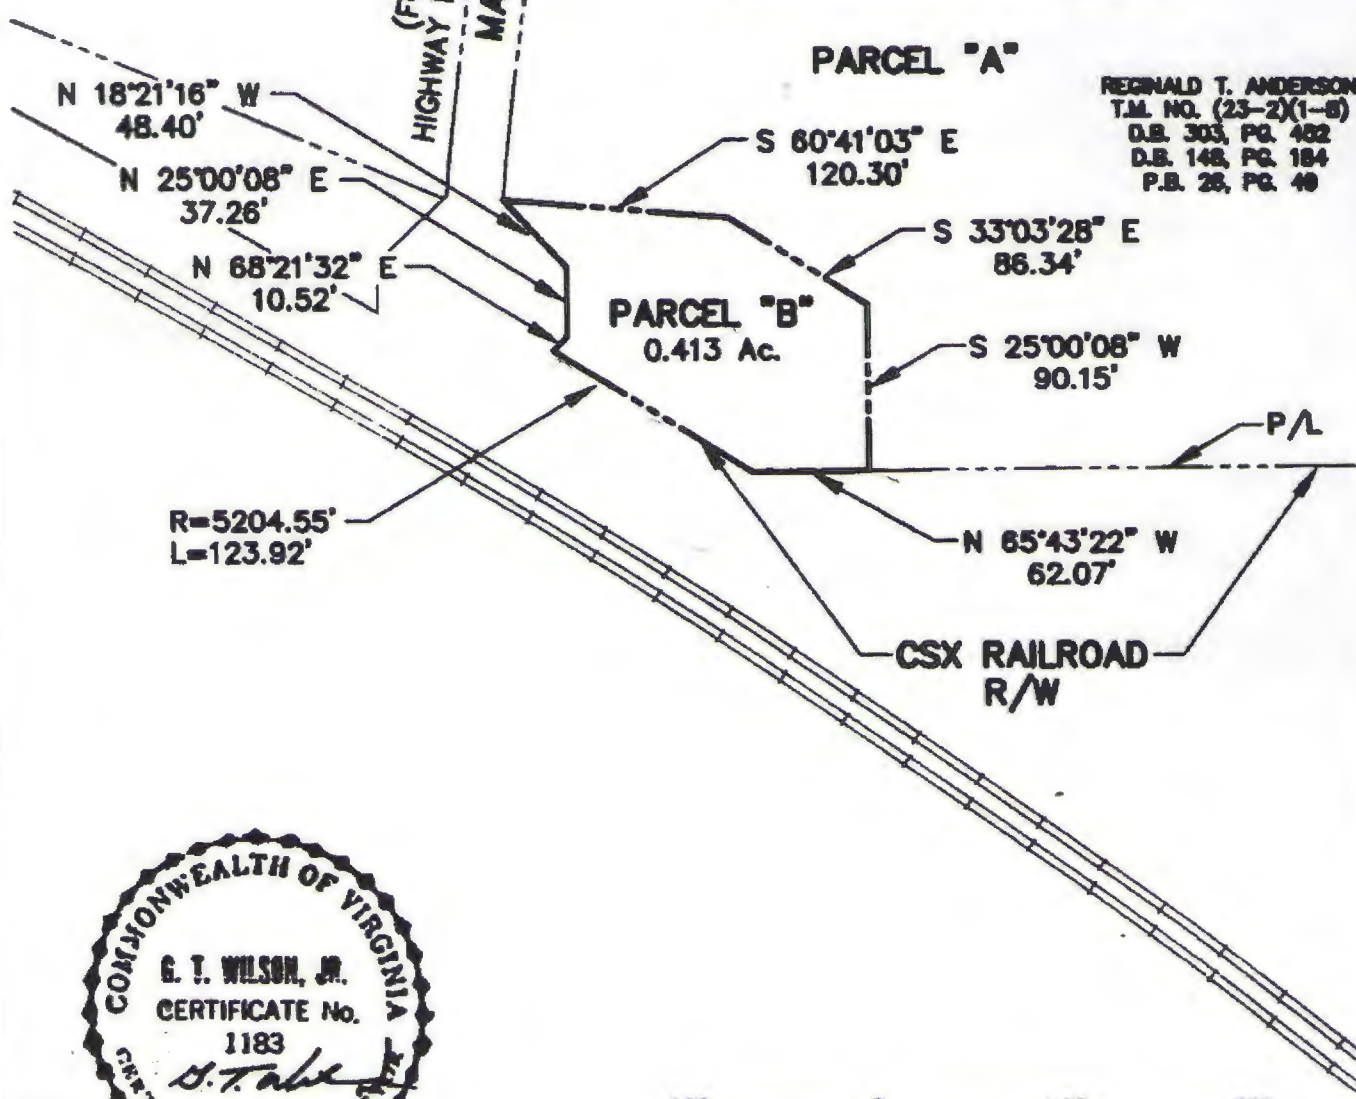 HIGHWAY
MA
PARCEL "A"
REGINALD T. ANDERSON
T.M. NO. (23-2)(1-8)
D.B. 303, PG. 482
D.B. 148, PG. 184
P.B. 26, PG. 49
N 18°21'16" W
48.40'
N 25°00'08" E
37.26'
N 68°21'32" E
10.52'
S 60°41'03" E
120.30'
S 33°03'28" E
86.34'
PARCEL "B"
0.413 Ac.
S 25°00'08" W
90.15'
P/L
R=5204.55'
L=123.92'
N 65°43'22" W
62.07'
CSX RAILROAD
R/W
COMMONWEALTH OF VIRGINIA
G. T. WILSON, JR.
CERTIFICATE No.
1183